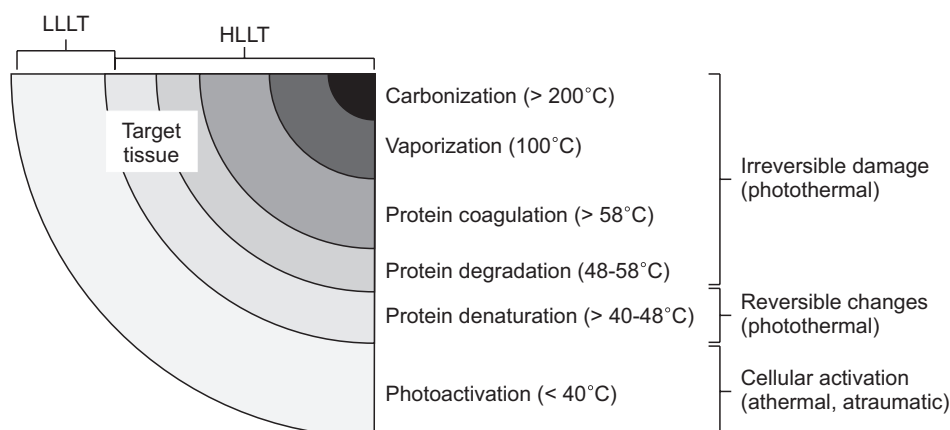 LLLT
HLLT
Target
tissue
Carbonization (> 200°C)
Vaporization (100°C)
Protein coagulation (> 58°C)
Protein degradation (48-58°C)
Protein denaturation (> 40-48°C)
Photoactivation (< 40°C)
Irreversible damage
(photothermal)
Reversible changes
(photothermal)
Cellular activation
(athermal, atraumatic)